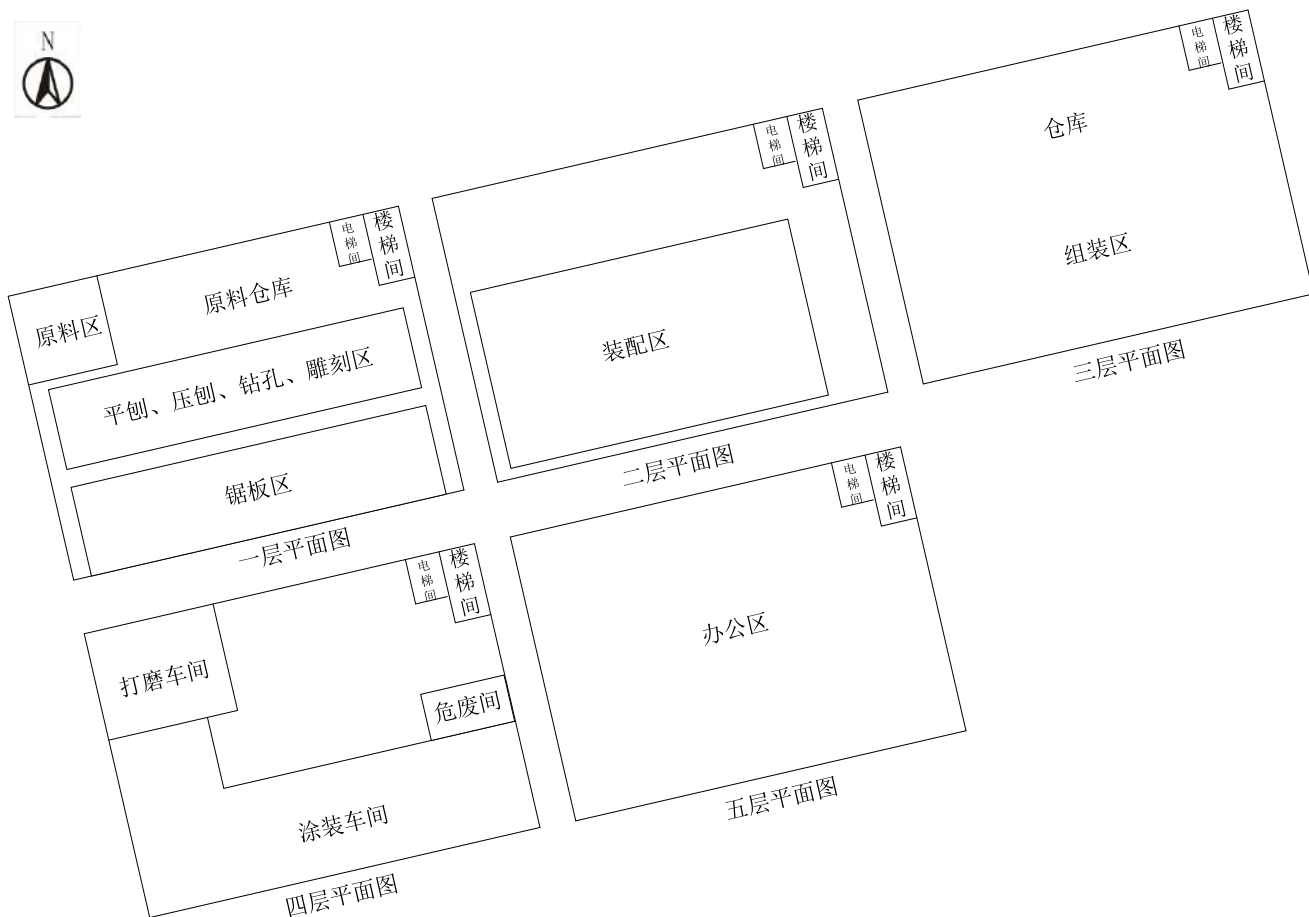 N
电梯间
楼梯间
原料区
原料仓库
平刨、压刨、钻孔、雕刻区
锯板区
一层平面图
电梯间
楼梯间
装配区
二层平面图
电梯间
楼梯间
仓库
组装区
三层平面图
电梯间
楼梯间
打磨车间
危废间
涂装车间
四层平面图
电梯间
楼梯间
办公区
五层平面图